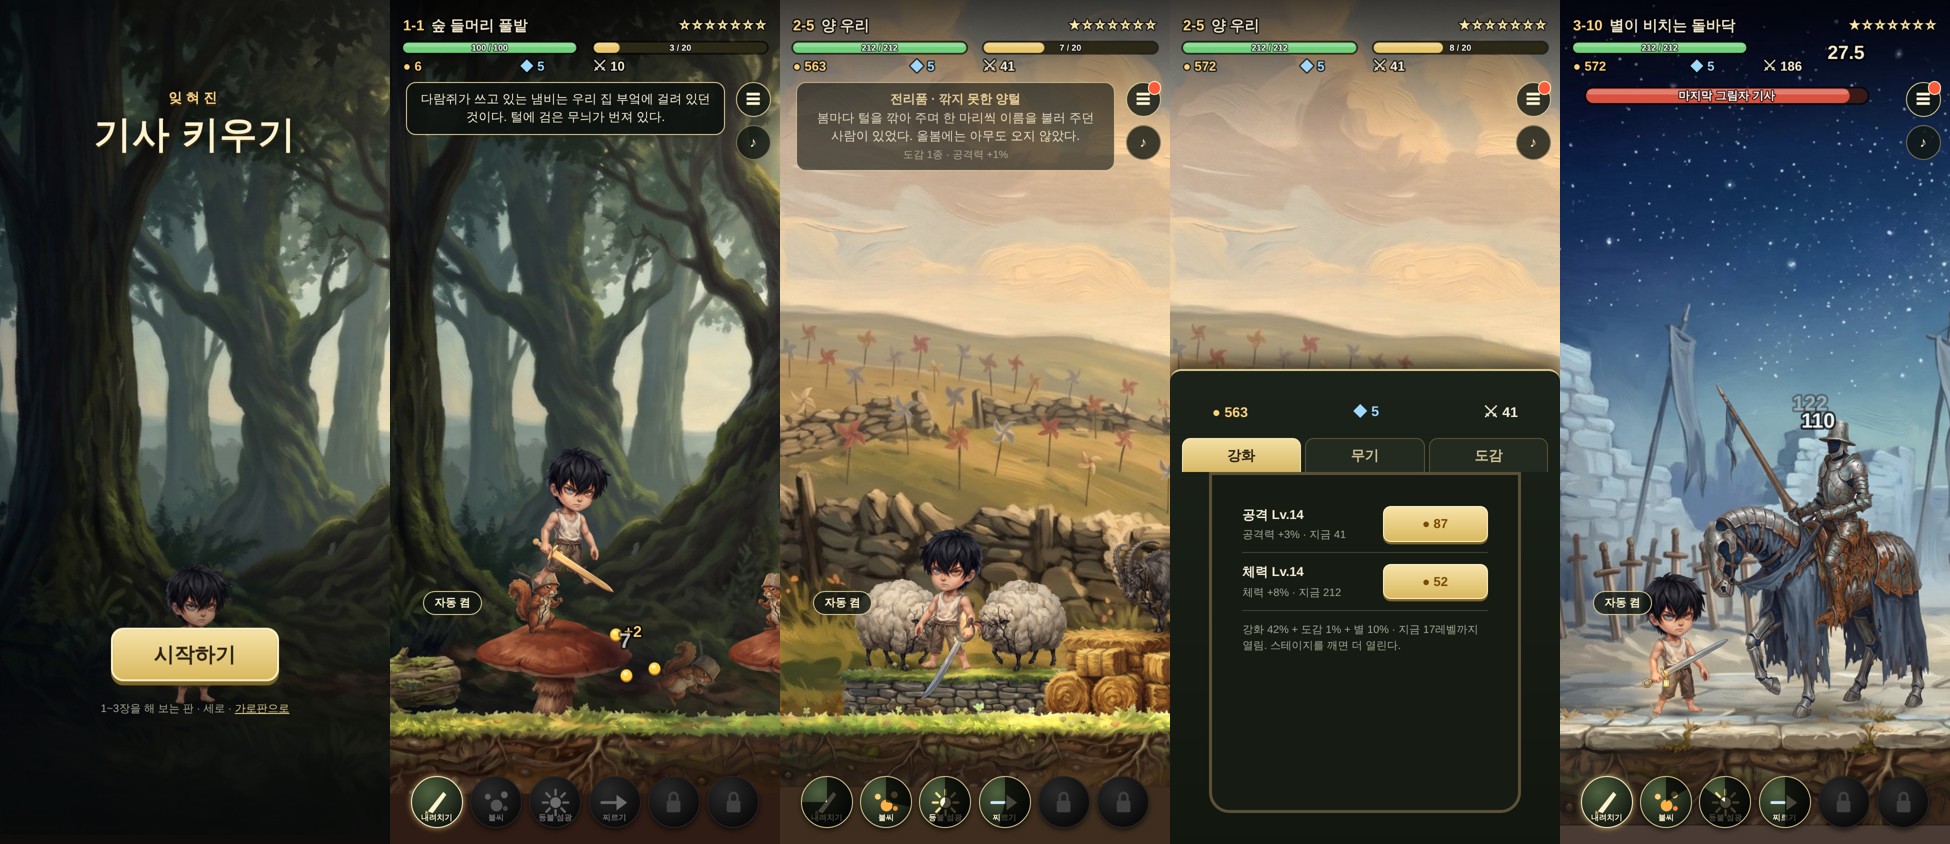 잊혀진
기사 키우기
시작하기
1~3장을 해 보는 판 · 세로 · 가로판으로
1-1 숲 들머리 풀밭 ★★★★★★★
100 / 100 3 / 20
● 6 ◆ 5 ⚔ 10
다람쥐가 쓰고 있는 냄비는 우리 집 부엌에 걸려 있던
것이다. 털에 검은 무늬가 번져 있다.
♪
자동 켬
+2
7
내려치기 불씨 등불 섬광 찌르기
2-5 양 우리 ★☆☆☆☆☆☆
212 / 212 7 / 20
● 563 ◆ 5 ⚔ 41
전리품 · 깎지 못한 양털
봄마다 털을 깎아 주며 한 마리씩 이름을 불러 주던
사람이 있었다. 올봄에는 아무도 오지 않았다.
도감 1종 · 공격력 +1%
♪
자동 켬
내려치기 불씨 등불 섬광 찌르기
2-5 양 우리 ★☆☆☆☆☆☆
212 / 212 8 / 20
● 572 ◆ 5 ⚔ 41
♪
● 563 ◆ 5 ⚔ 41
강화 무기 도감
공격 Lv.14
공격력 +3% · 지금 41
● 87
체력 Lv.14
체력 +8% · 지금 212
● 52
강화 42% + 도감 1% + 별 10% · 지금 17레벨까지
열림. 스테이지를 깨면 더 열린다.
3-10 별이 비치는 돌바닥 ★☆☆☆☆☆☆
212 / 212
27.5
● 572 ◆ 5 ⚔ 186
마지막 그림자 기사
♪
122
110
자동 켬
내려치기 불씨 등불 섬광 찌르기